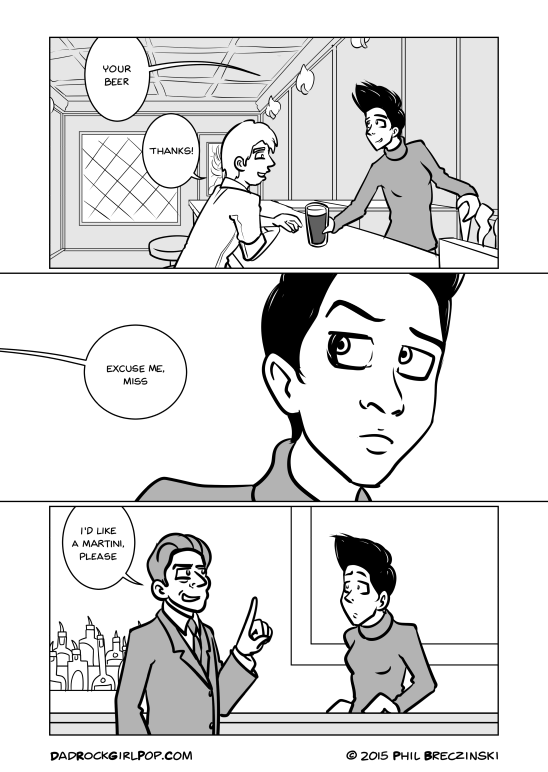 YOUR
BEER
THANKS!
EXCUSE ME,
MISS
I'D LIKE
A MARTINI,
PLEASE
DADROCKGIRLPOP.COM
© 2015 PHIL BRECZINSKI